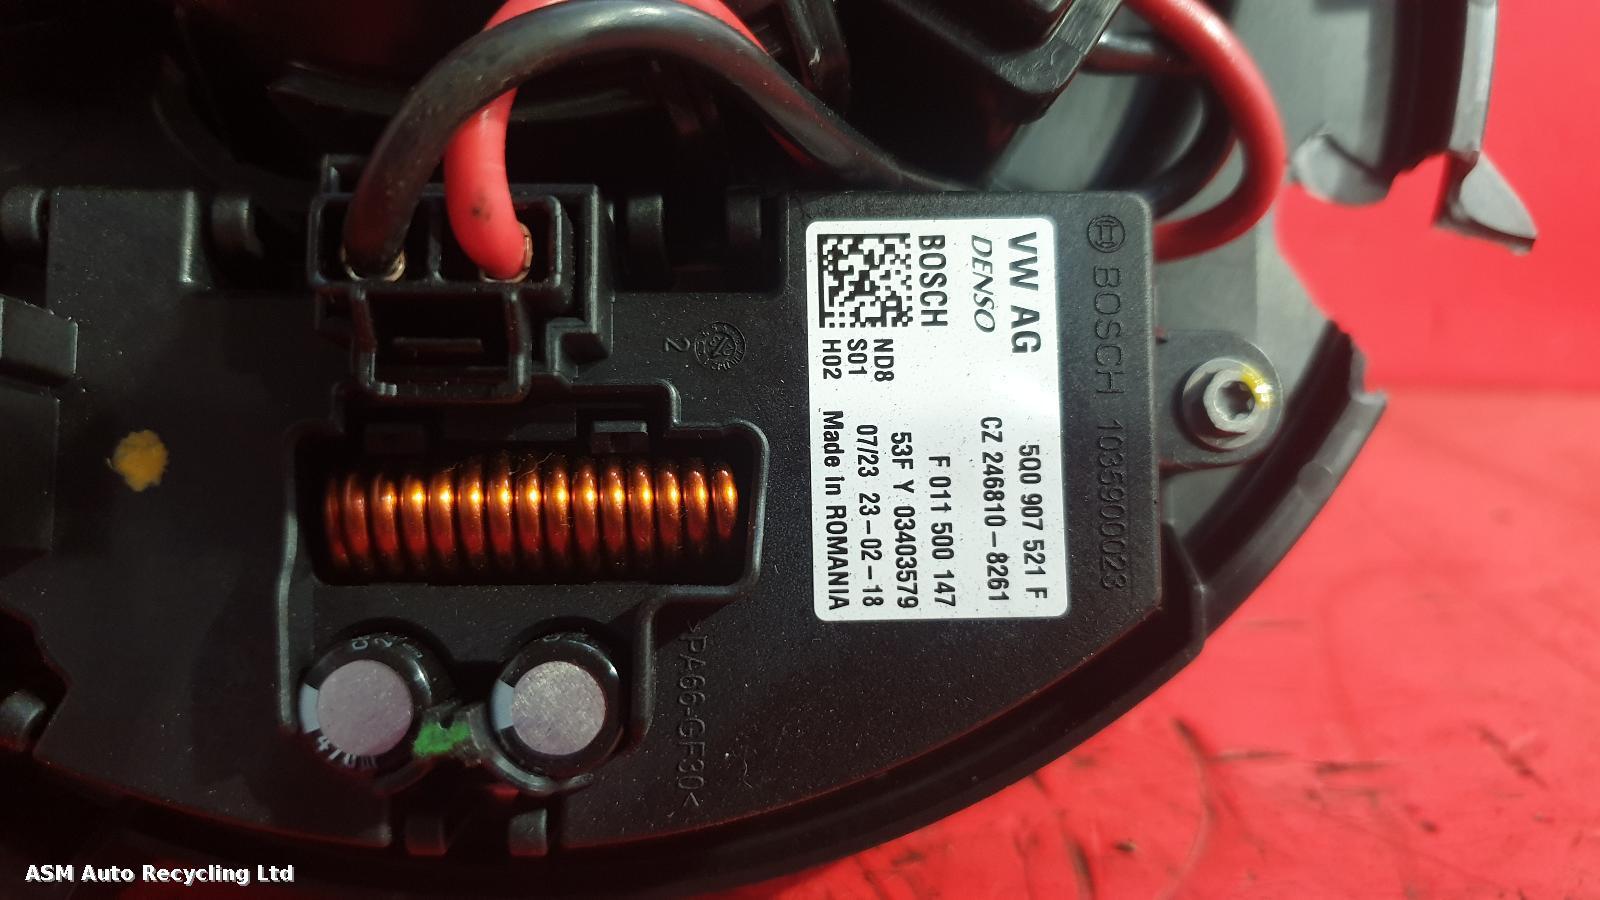 BOSCH 1035900023
VW AG 5Q0 907 521 F
DENSO CZ 246810-8261
BOSCH F 011 500 147
ND8 53F Y 03403579
S01 07/23 23-02-18
H02 Made in ROMANIA
2
>PA66-GF30<
ASM Auto Recycling Ltd